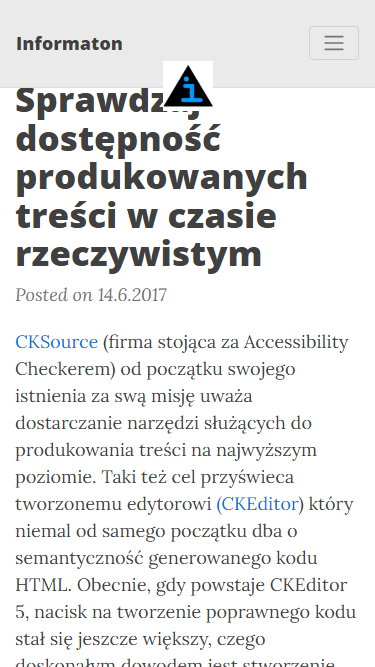 Informaton
Sprawdzaj
dostępność
produkowanych
treści w czasie
rzeczywistym
Posted on 14.6.2017
CKSource (firma stojąca za Accessibility
Checkerem) od początku swojego
istnienia za swą misję uważa
dostarczanie narzędzi służących do
produkowania treści na najwyższym
poziomie. Taki też cel przyświeca
tworzonemu edytorowi (CKEditor) który
niemal od samego początku dba o
semantyczność generowanego kodu
HTML. Obecnie, gdy powstaje CKEditor
5, nacisk na tworzenie poprawnego kodu
stał się jeszcze większy, czego
doskonałym dowodem jest stworzenie